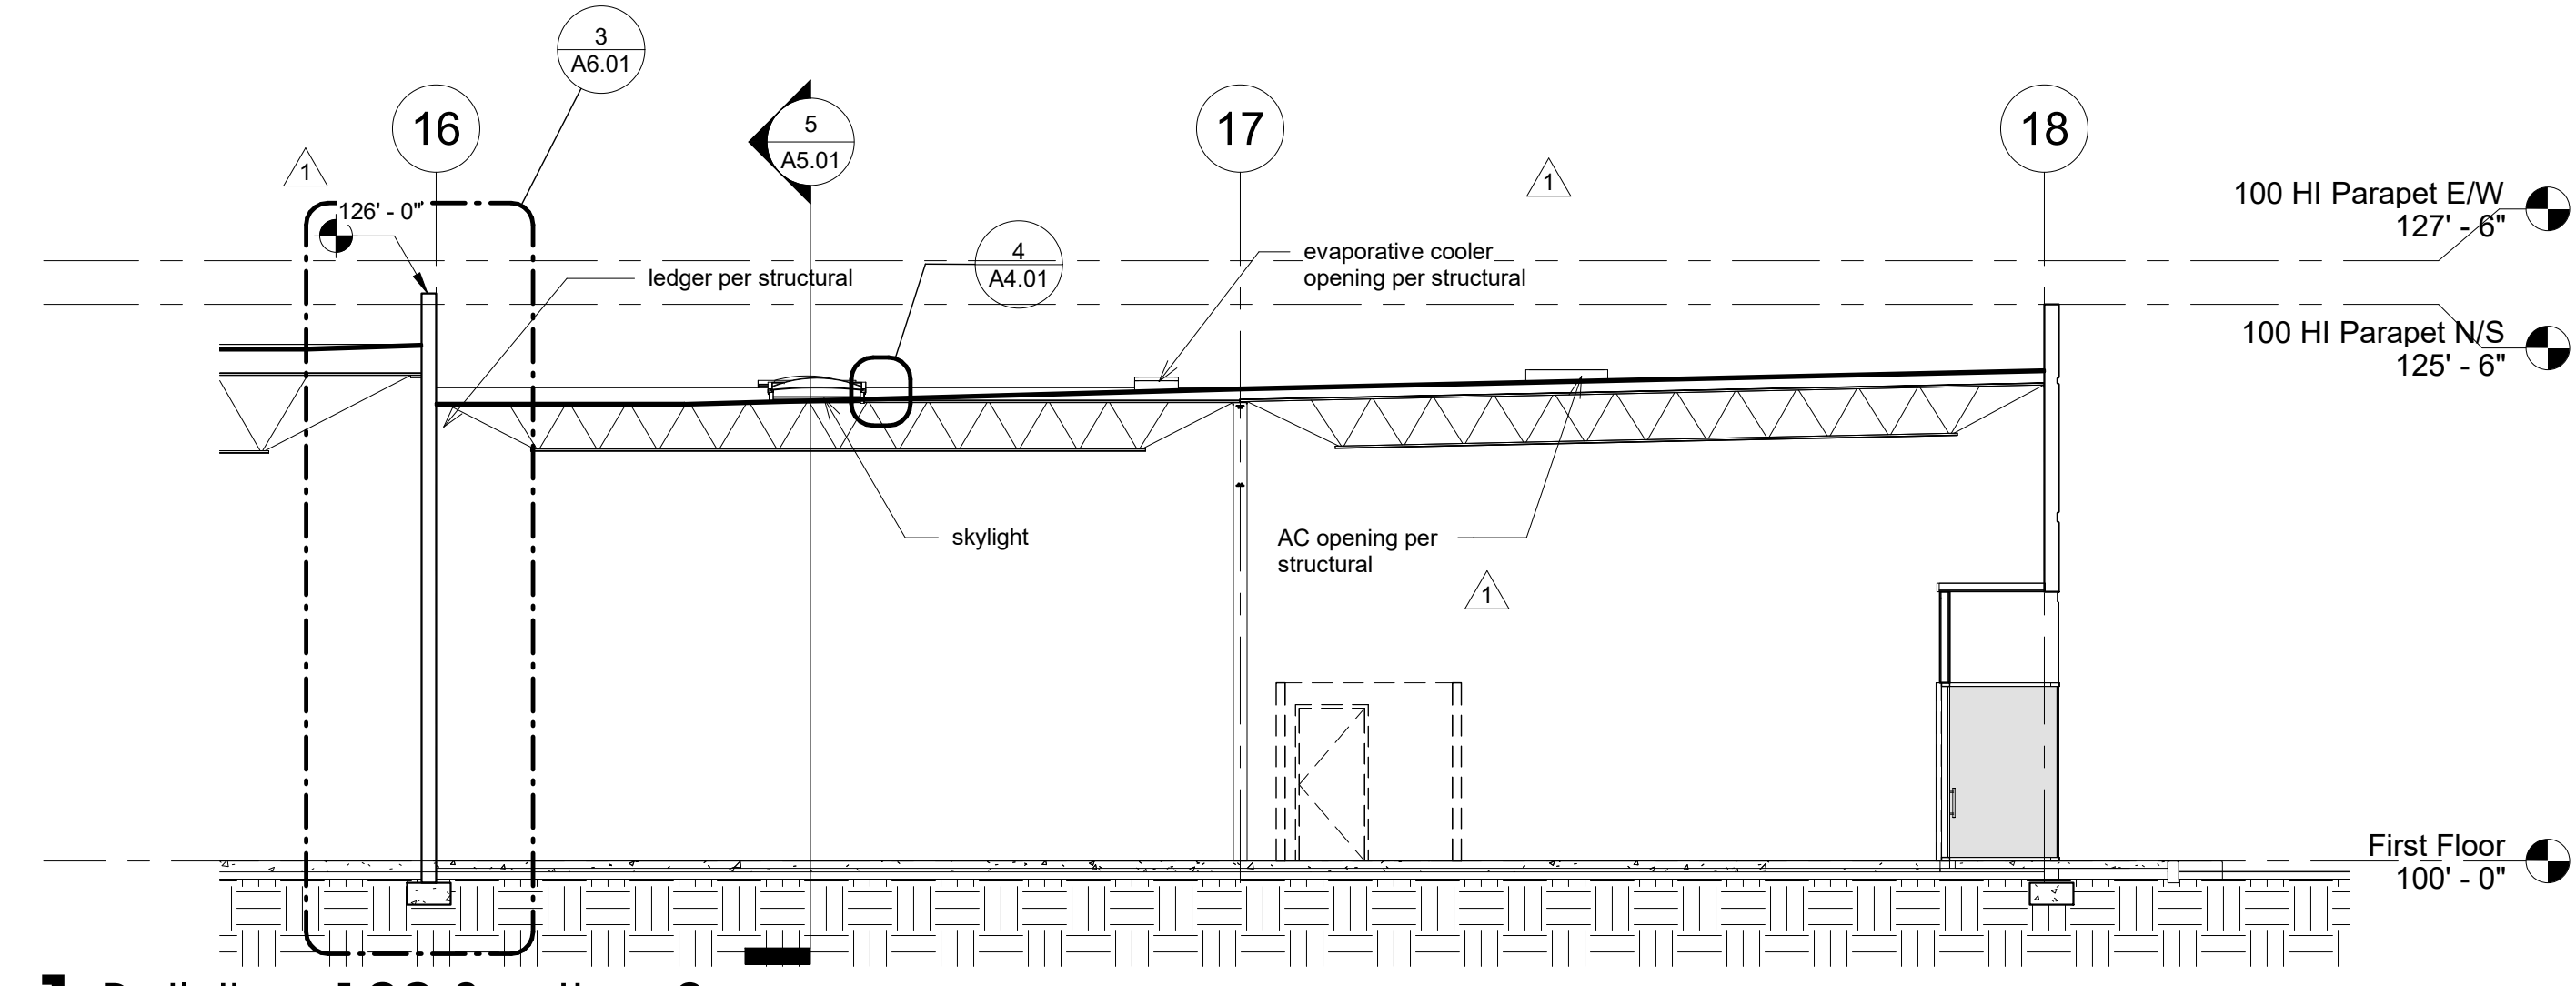 3
A6.01
16
5
A5.01
17
18
1
1
126' - 0"
100 HI Parapet E/W
127' - 6"
4
A4.01
evaporative cooler
opening per structural
ledger per structural
100 HI Parapet N/S
125' - 6"
skylight
AC opening per
structural
1
First Floor
100' - 0"